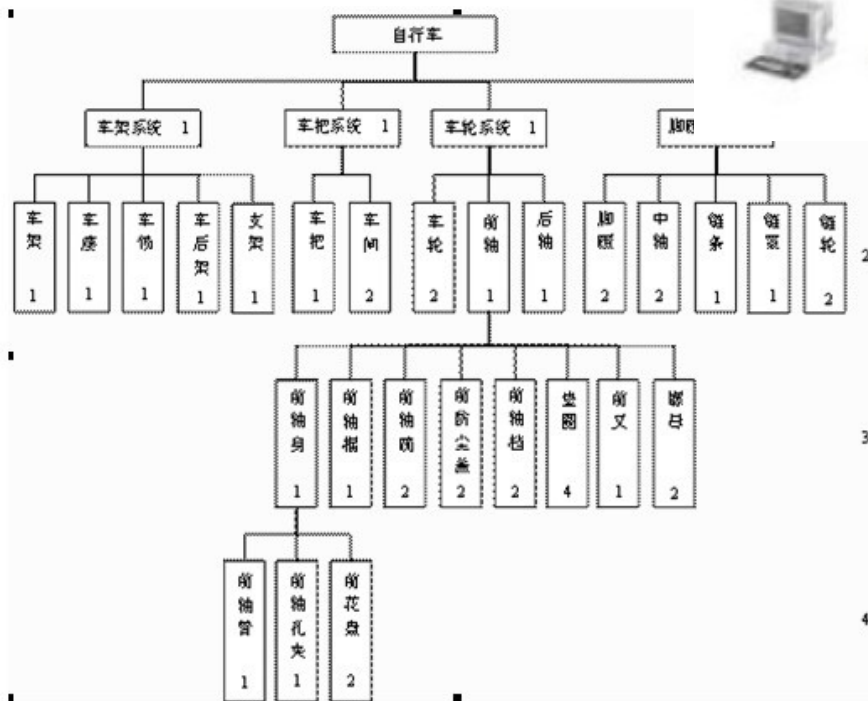 自行车
车架系统 1
车把系统 1
车轮系统 1
脚
车架 1
车座 1
车锁 1
车后架 1
支架 1
车把 1
车闸 2
车轮 2
前轴 1
后轴 1
脚蹬 2
中轴 2
链条 1
链 1
链轮 2
2
前轴身 1
前轴棍 1
前轴碗 2
前防尘盖 2
前轴档 2
垫圈 4
前叉 1
螺母 2
3
前轴管 1
前轴孔夹 1
前花盘 2
4